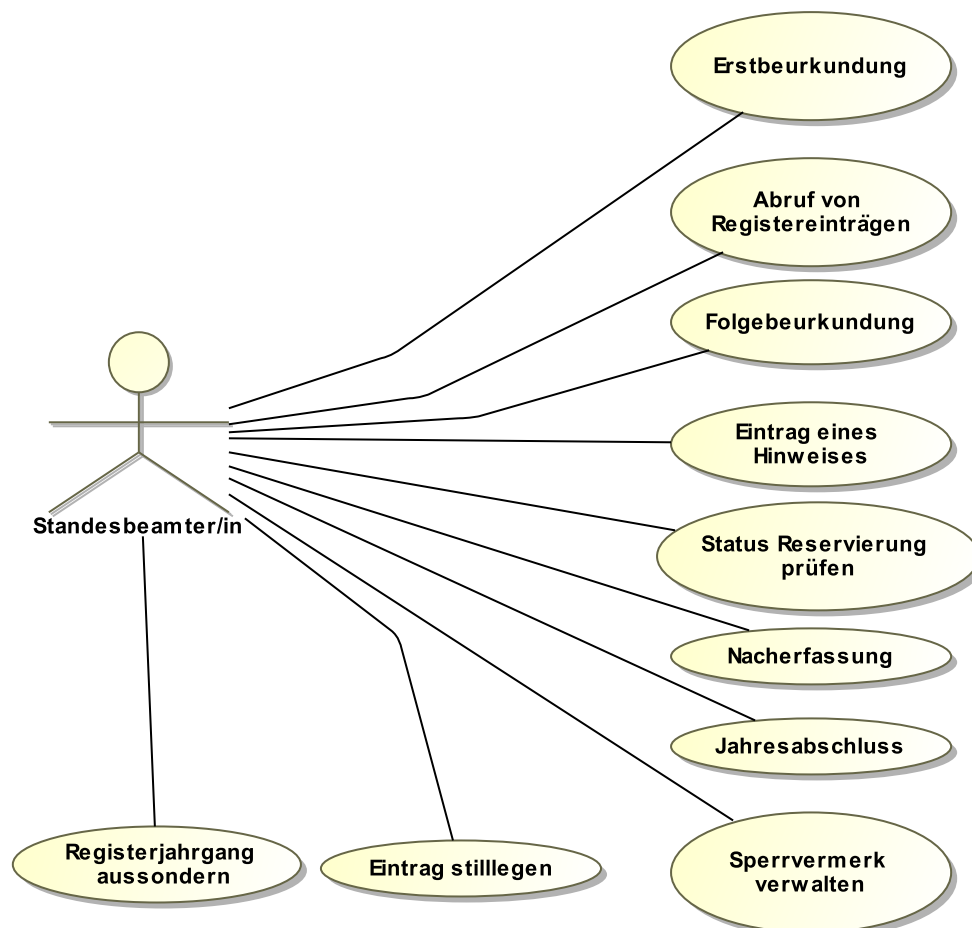 Erstbeurkundung
Abruf von
Registereinträgen
Folgebeurkundung
Eintrag eines
Hinweises
Standesbeamter/in
Status Reservierung
prüfen
Nacherfassung
Jahresabschluss
Registerjahrgang
aussondern
Eintrag stilllegen
Sperrvermerk
verwalten